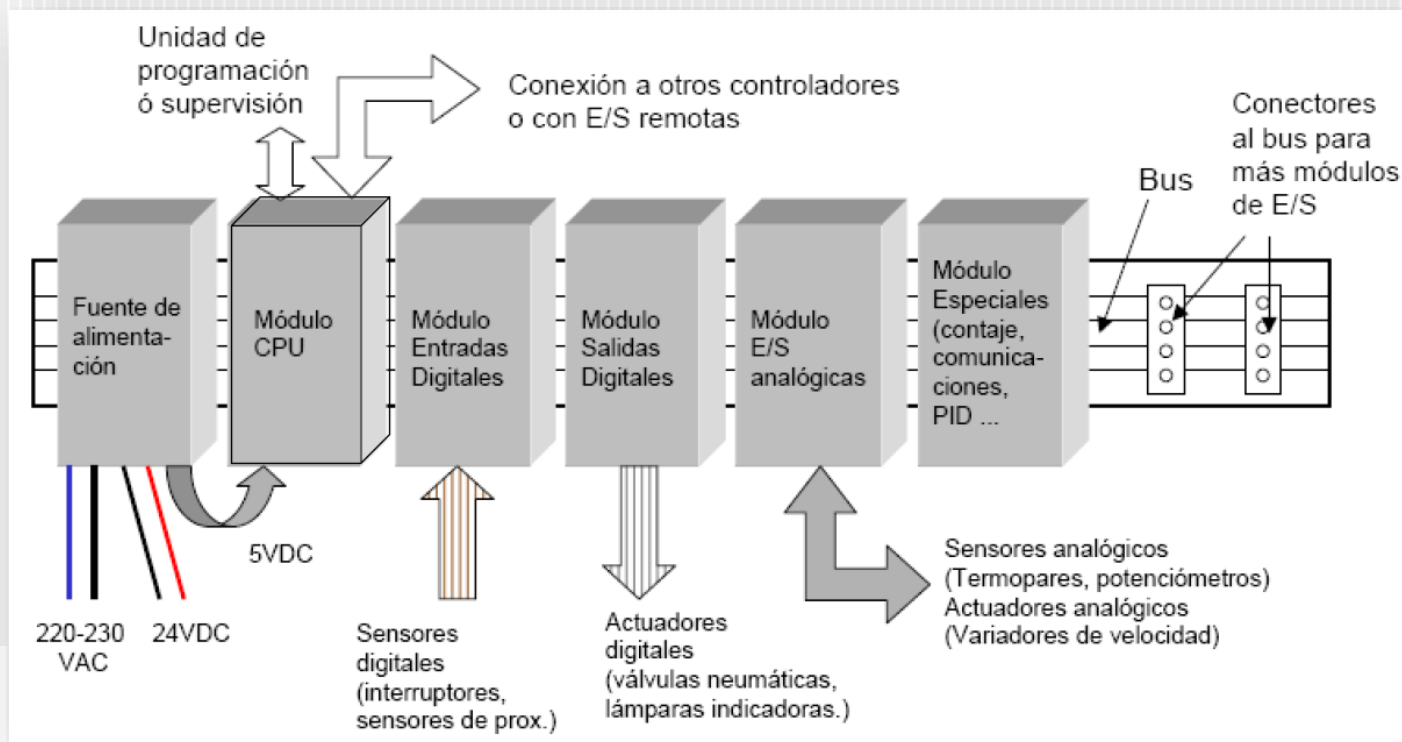 Unidad de
programación
ó supervisión
Conexión a otros controladores
o con E/S remotas
Conectores
al bus para
más módulos
de E/S
Bus
Fuente de
alimenta-
ción
Módulo
CPU
Módulo
Entradas
Digitales
Módulo
Salidas
Digitales
Módulo
E/S
analógicas
Módulo
Especiales
(contaje,
comunica-
ciones,
PID ...
5VDC
220-230
VAC
24VDC
Sensores
digitales
(interruptores,
sensores de prox.)
Actuadores
digitales
(válvulas neumáticas,
lámparas indicadoras.)
Sensores analógicos
(Termopares, potenciómetros)
Actuadores analógicos
(Variadores de velocidad)